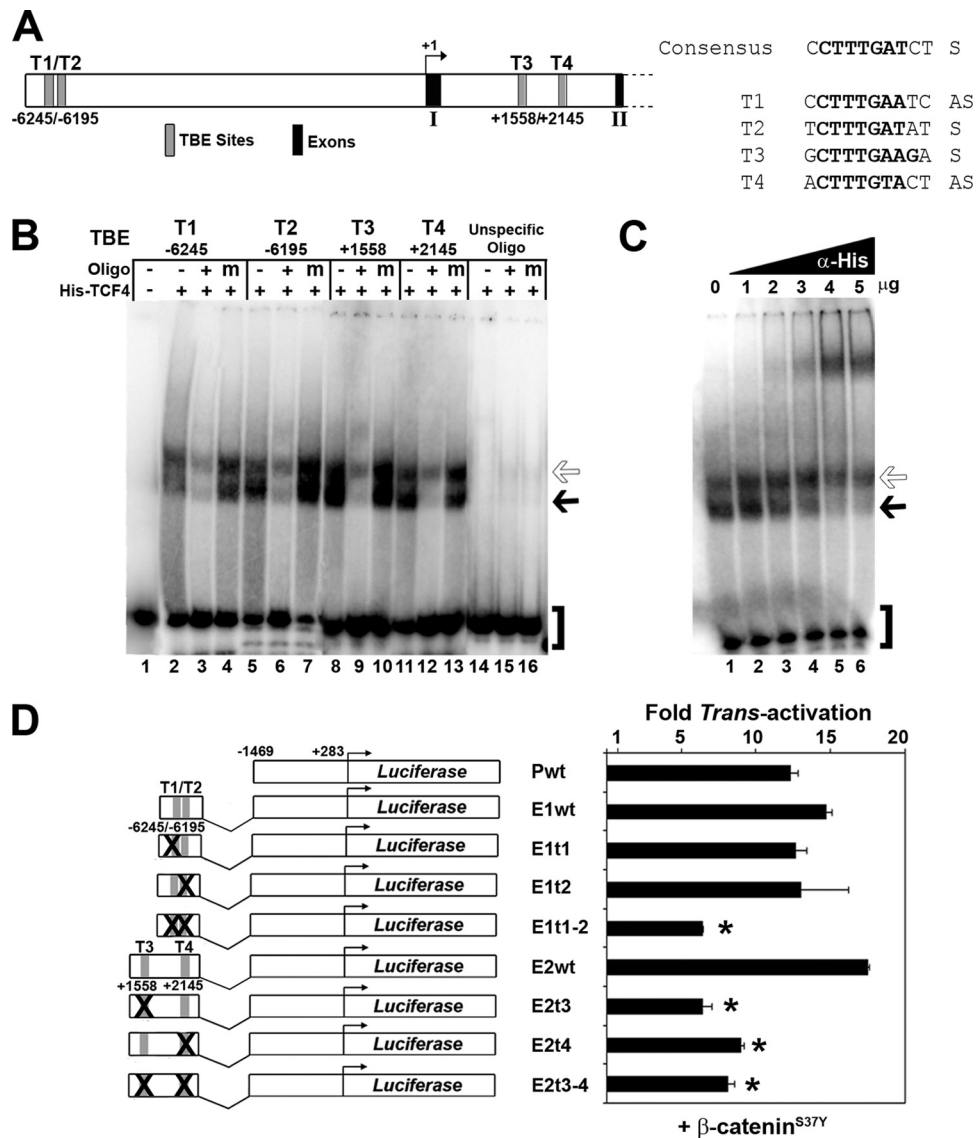 A
T1/T2
+1
T3 T4
-6245/-6195
I
+1558/+2145
II
TBE Sites
Exons
Consensus CCTTTGATCT S
T1 CCTTTGAATC AS
T2 TCTTTGATAT S
T3 GCTTTGAAGA S
T4 ACTTTGTACT AS
B
TBE
T1 T2 T3 T4 Unspecific
-6245 -6195 +1558 +2145 Oligo
Oligo - - + m - + m - + m - + m - + m
His-TCF4 - + + + + + + + + + + + + + + +
1 2 3 4 5 6 7 8 9 10 11 12 13 14 15 16
C
α-His
0 1 2 3 4 5 μg
1 2 3 4 5 6
D
Fold Trans-activation
1 5 10 15 20
-1469 +283
Luciferase Pwt
T1/T2
Luciferase E1wt
-6245/-6195
X Luciferase E1t1
X Luciferase E1t2
XX Luciferase E1t1-2 *
T3 T4
Luciferase E2wt
+1558 +2145
X Luciferase E2t3 *
X Luciferase E2t4 *
X X Luciferase E2t3-4 *
+ β-catenin^S37Y